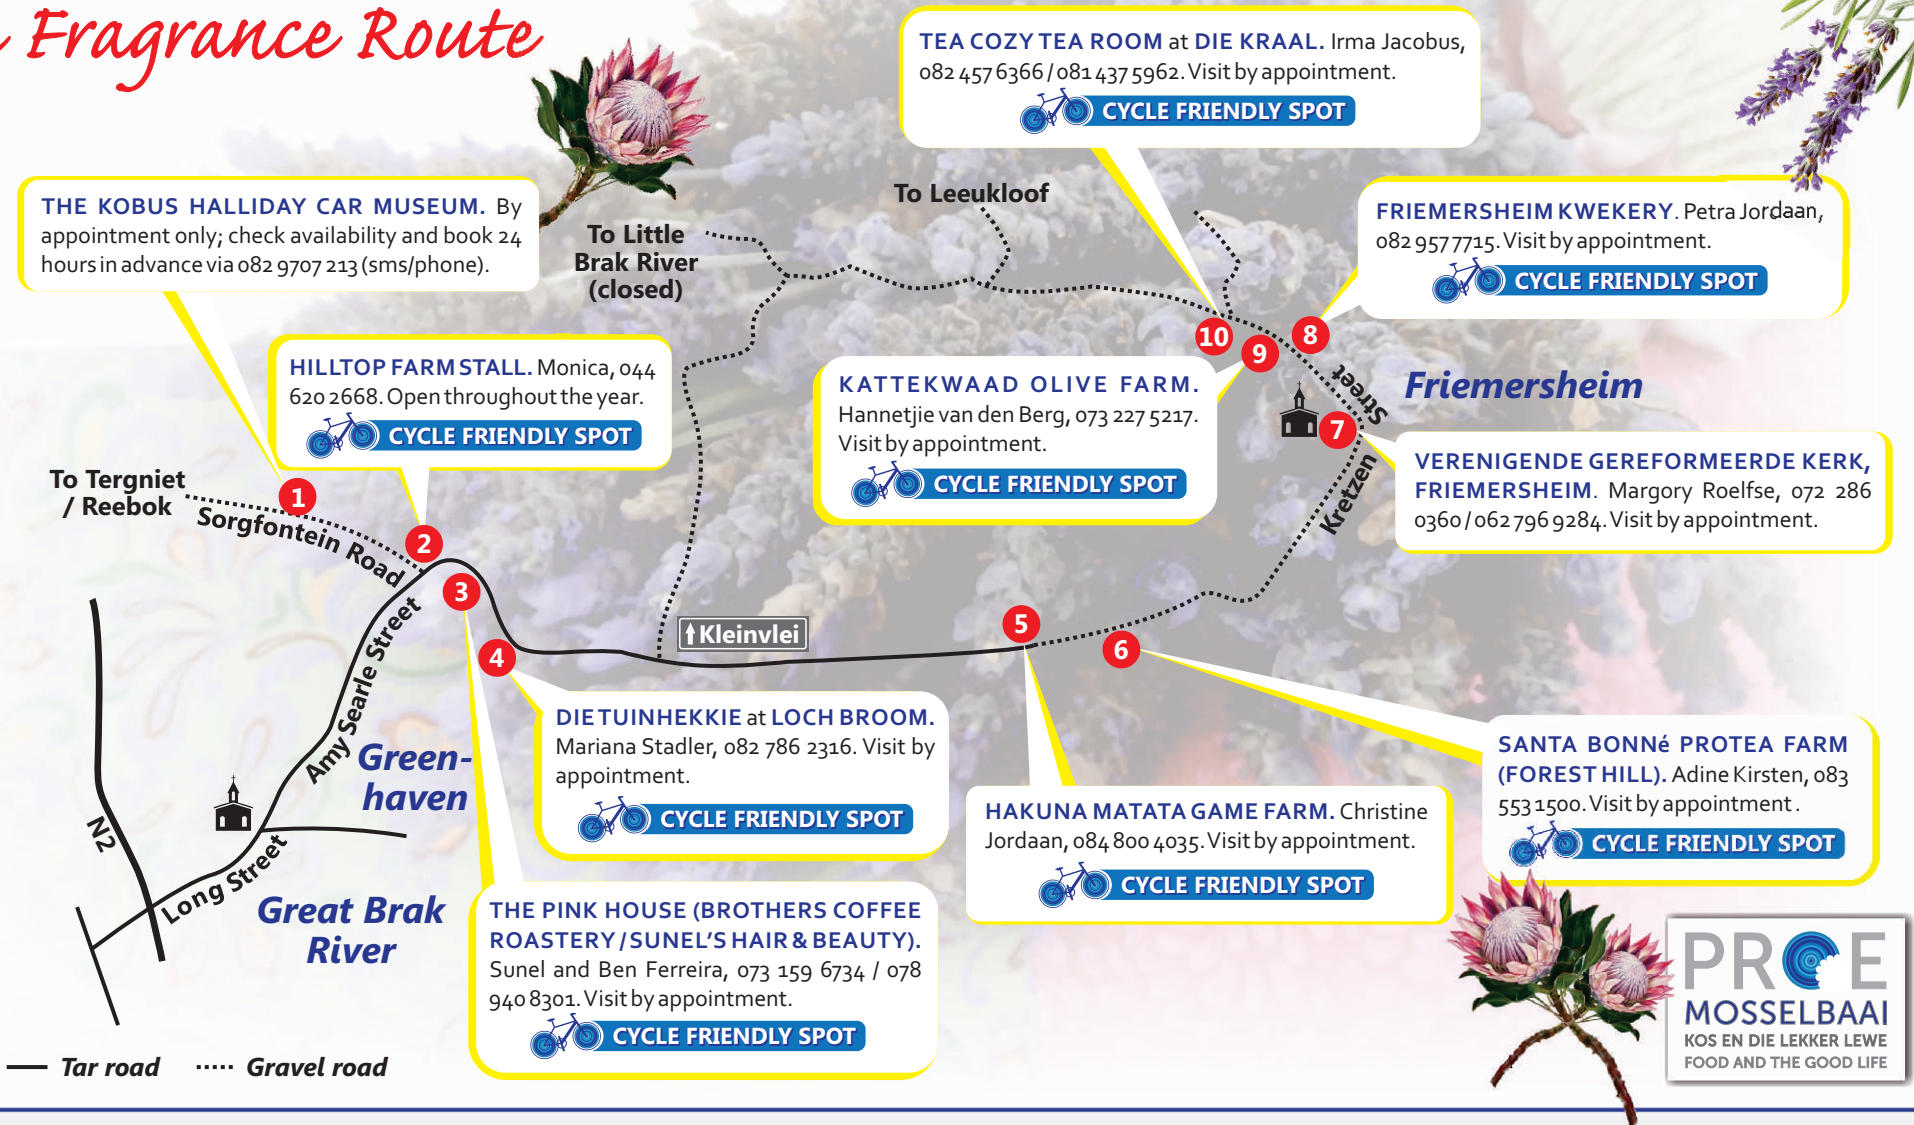 Fragrance Route
TEA COZY TEA ROOM at DIE KRAAL. Irma Jacobus,
082 457 6366 / 081 437 5962. Visit by appointment.
CYCLE FRIENDLY SPOT
THE KOBUS HALLIDAY CAR MUSEUM. By
appointment only; check availability and book 24
hours in advance via 082 9707 213 (sms/phone).
To Little
Brak River
(closed)
To Leeukloof
FRIEMERSHEIM KWEKERY. Petra Jordaan,
082 957 7715. Visit by appointment.
CYCLE FRIENDLY SPOT
HILLTOP FARM STALL. Monica, 044
620 2668. Open throughout the year.
CYCLE FRIENDLY SPOT
10
9
8
KATTEKWAAD OLIVE FARM.
Hannetjie van den Berg, 073 227 5217.
Visit by appointment.
CYCLE FRIENDLY SPOT
Friemersheim
Kretzen Street
7
VERENIGENDE GEREFORMEERDE KERK,
FRIEMERSHEIM. Margory Roelfse, 072 286
0360 / 062 796 9284. Visit by appointment.
To Tergniet
/ Reebok
1
Sorgfontein Road
2
3
4
Kleinvlei
5
6
Amy Searle Street
Green-
haven
N2
Long Street
Great Brak
River
DIE TUINHEKKIE at LOCH BROOM.
Mariana Stadler, 082 786 2316. Visit by
appointment.
CYCLE FRIENDLY SPOT
HAKUNA MATATA GAME FARM. Christine
Jordaan, 084 800 4035. Visit by appointment.
CYCLE FRIENDLY SPOT
SANTA BONNé PROTEA FARM
(FOREST HILL). Adine Kirsten, 083
553 1500. Visit by appointment .
CYCLE FRIENDLY SPOT
THE PINK HOUSE (BROTHERS COFFEE
ROASTERY / SUNEL'S HAIR & BEAUTY).
Sunel and Ben Ferreira, 073 159 6734 / 078
940 8301. Visit by appointment.
CYCLE FRIENDLY SPOT
Tar road
Gravel road
PROE
MOSSELBAAI
KOS EN DIE LEKKER LEWE
FOOD AND THE GOOD LIFE